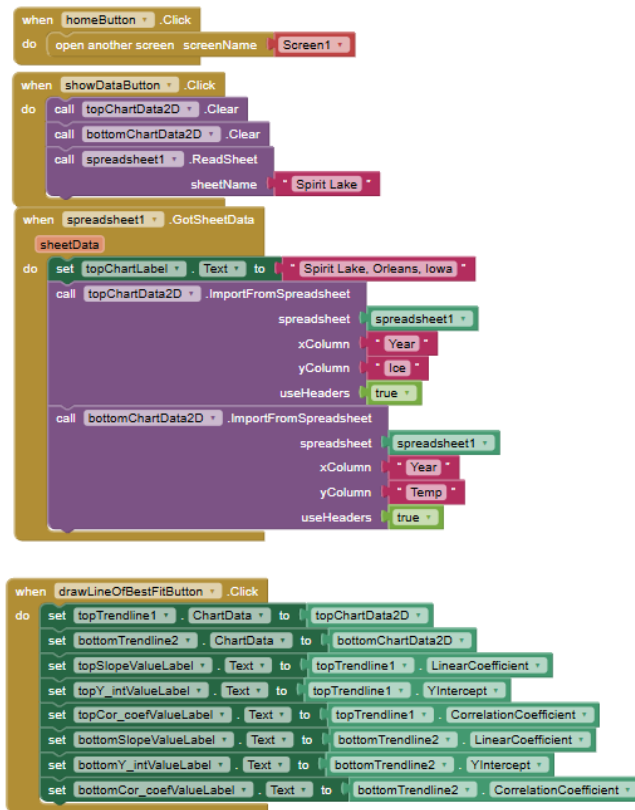 when homeButton .Click
do open another screen screenName Screen1
when showDataButton .Click
do call topChartData2D .Clear
call bottomChartData2D .Clear
call spreadsheet1 .ReadSheet
sheetName " Spirit Lake "
when spreadsheet1 .GotSheetData
sheetData
do set topChartLabel . Text to " Spirit Lake, Orleans, Iowa "
call topChartData2D .ImportFromSpreadsheet
spreadsheet spreadsheet1
xColumn " Year "
yColumn " Ice "
useHeaders true
call bottomChartData2D .ImportFromSpreadsheet
spreadsheet spreadsheet1
xColumn " Year "
yColumn " Temp "
useHeaders true
when drawLineOfBestFitButton .Click
do set topTrendline1 . ChartData to topChartData2D
set bottomTrendline2 . ChartData to bottomChartData2D
set topSlopeValueLabel . Text to topTrendline1 . LinearCoefficient
set topY_intValueLabel . Text to topTrendline1 . YIntercept
set topCor_coefValueLabel . Text to topTrendline1 . CorrelationCoefficient
set bottomSlopeValueLabel . Text to bottomTrendline2 . LinearCoefficient
set bottomY_intValueLabel . Text to bottomTrendline2 . YIntercept
set bottomCor_coefValueLabel . Text to bottomTrendline2 . CorrelationCoefficient